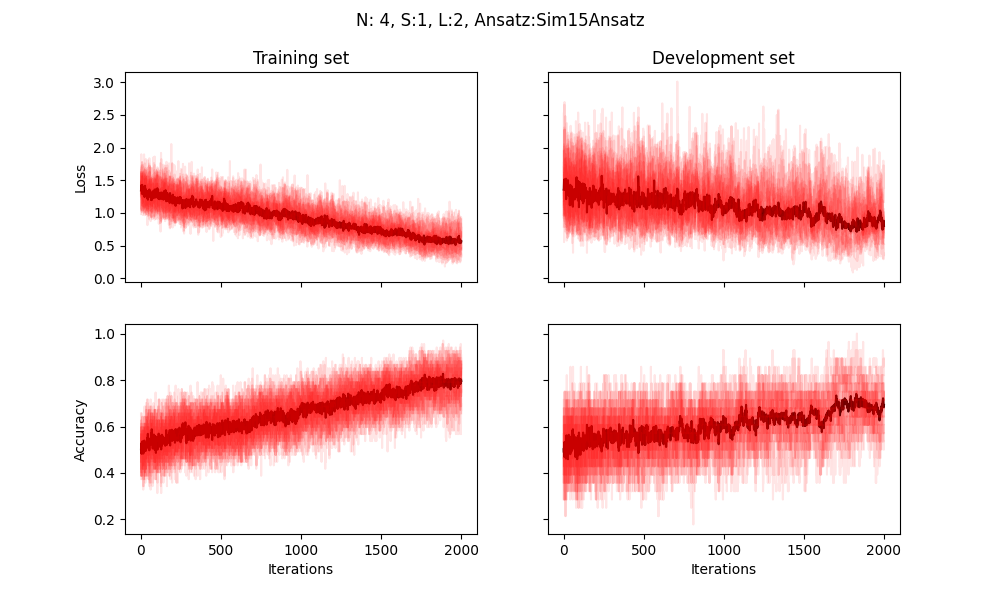 N: 4, S:1, L:2, Ansatz:Sim15Ansatz
Training set
Development set
Loss
3.0
2.5
2.0
1.5
1.0
0.5
0.0
Accuracy
1.0
0.8
0.6
0.4
0.2
0 500 1000 1500 2000
0 500 1000 1500 2000
Iterations
Iterations